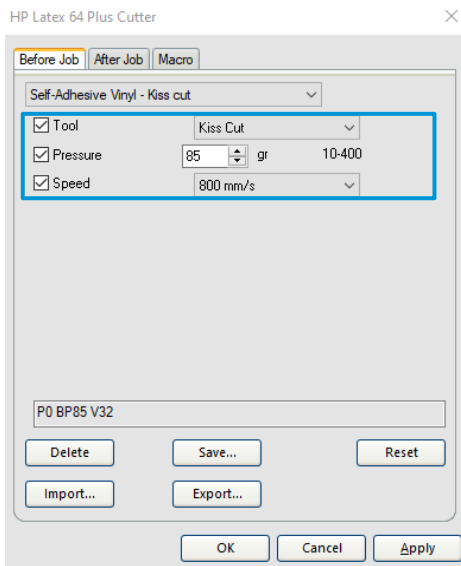 HP Latex 64 Plus Cutter
Before Job After Job Macro
Self-Adhesive Vinyl - Kiss cut
Tool Kiss Cut
Pressure 85 gr 10-400
Speed 800 mm/s
P0 BP85 V32
Delete Save... Reset
Import... Export...
OK Cancel Apply